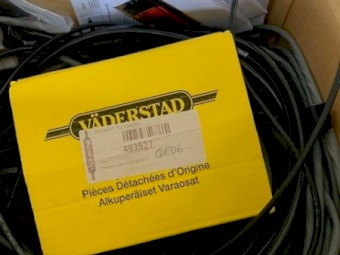 VÄDERSTAD
493527
QE06
Pièces Détachées d'Origine
Alkuperäiset Varaosat